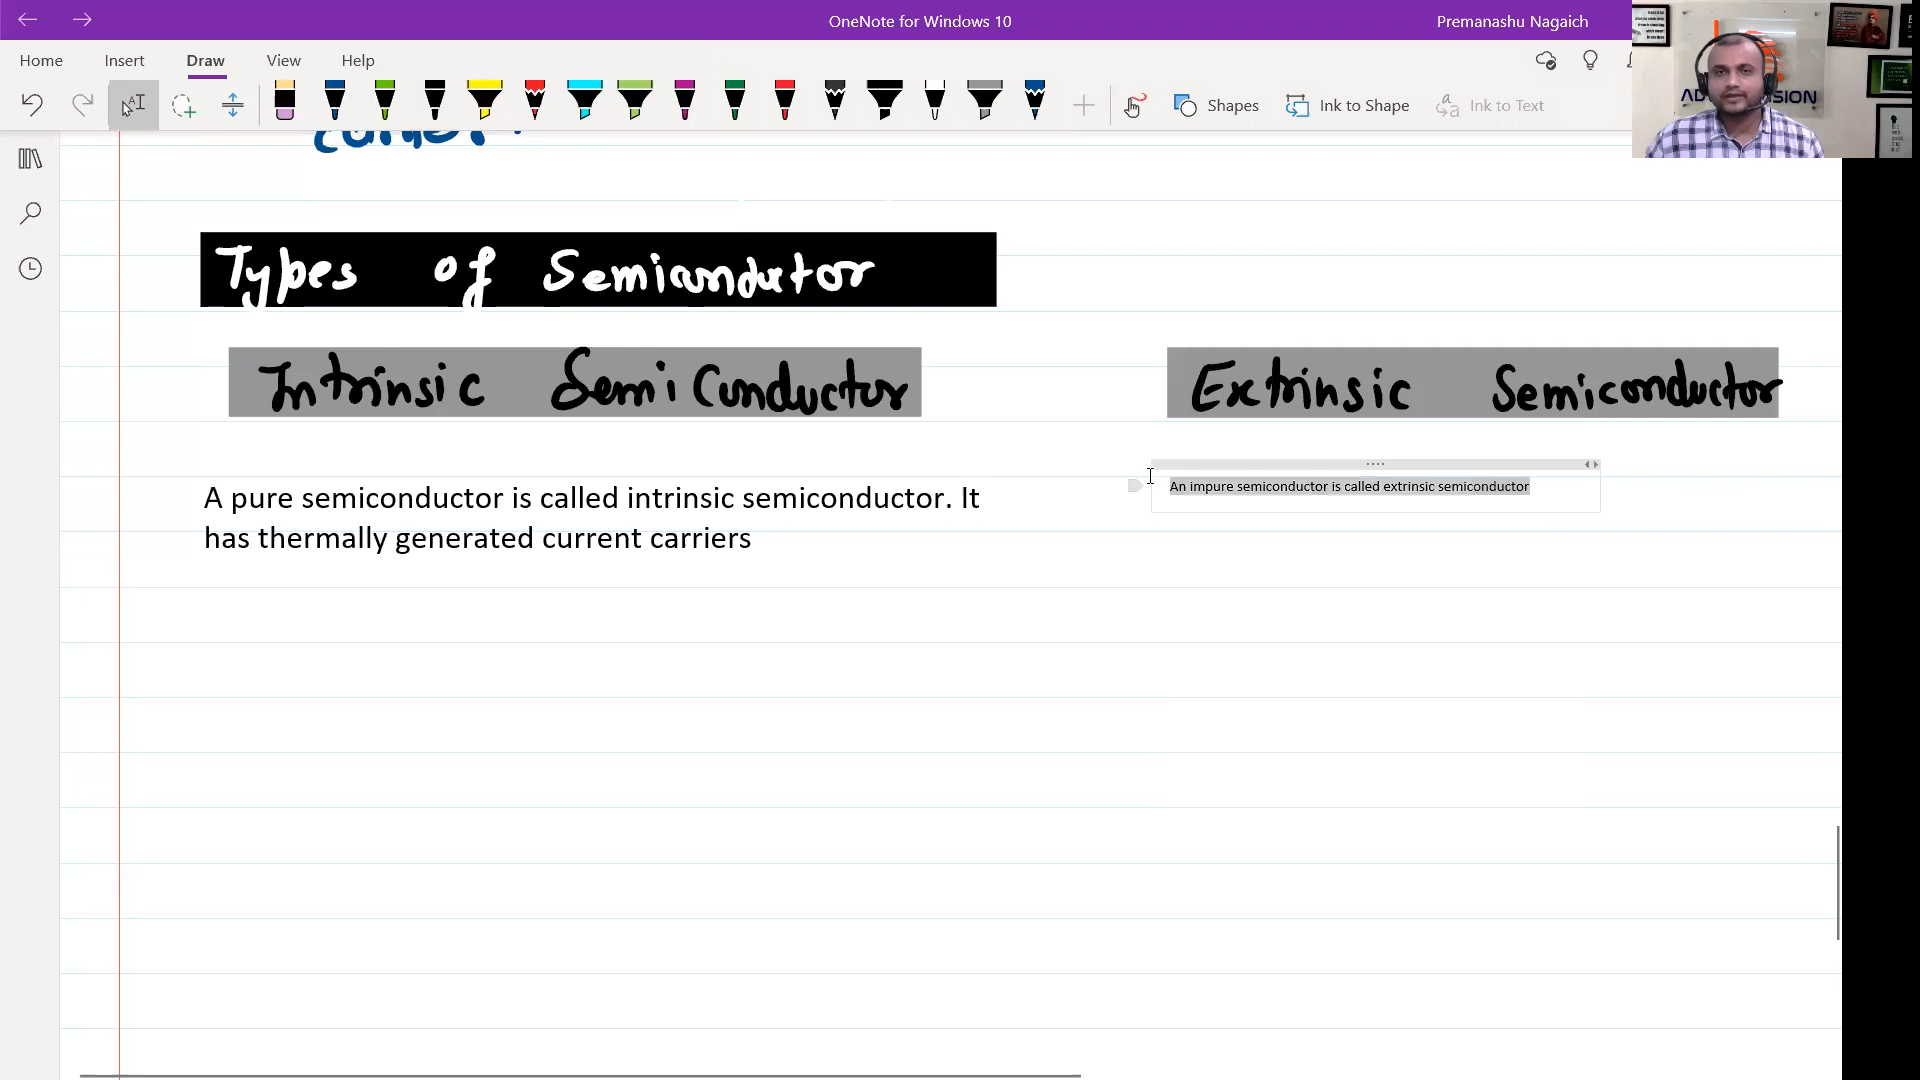 OneNote for Windows 10
Premanashu Nagaich
Home Insert Draw View Help
Shapes Ink to Shape Ink to Text
Types of Semicondutor
Intrinsic SemiConductor
Extrinsic Semiconductor
A pure semiconductor is called intrinsic semiconductor. It
has thermally generated current carriers
An impure semiconductor is called extrinsic semiconductor